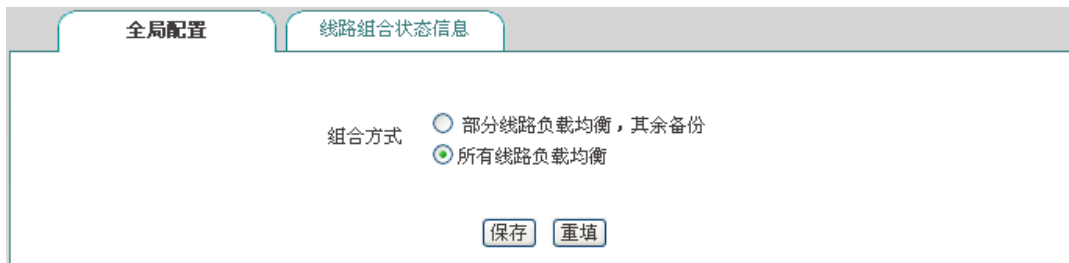 全局配置
线路组合状态信息
组合方式
部分线路负载均衡，其余备份
所有线路负载均衡
保存
重填